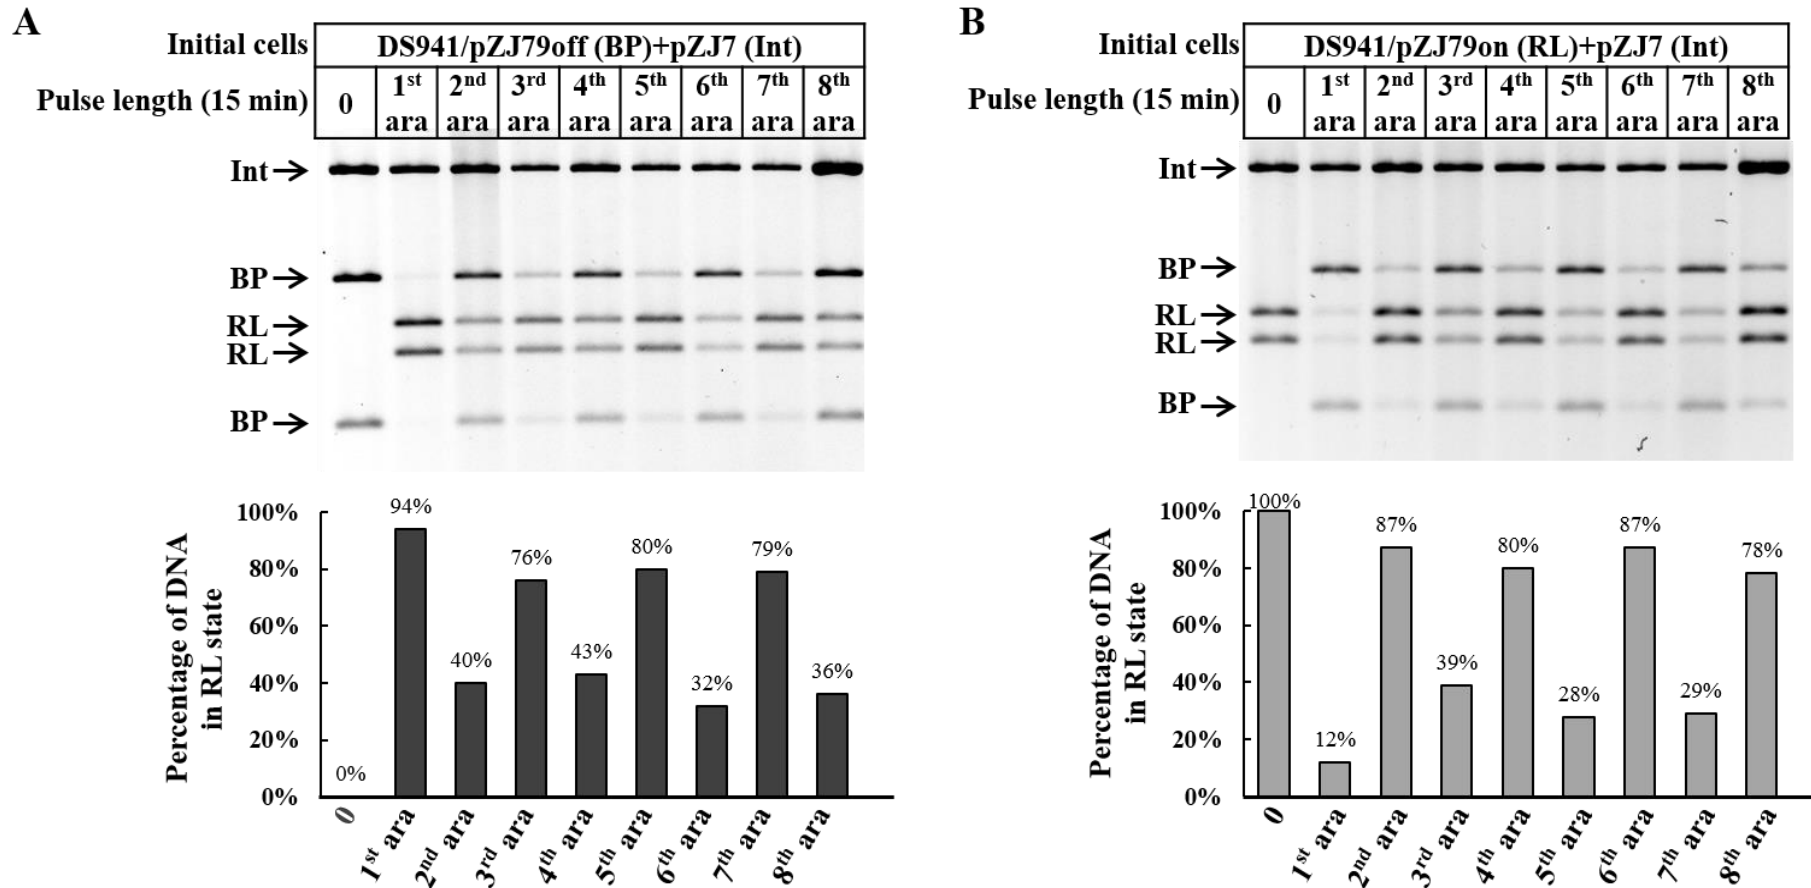 A
Initial cells DS941/pZJ79off (BP)+pZJ7 (Int)
Pulse length (15 min) 0 1st ara 2nd ara 3rd ara 4th ara 5th ara 6th ara 7th ara 8th ara
Int→
BP→
RL→
RL→
BP→
Percentage of DNA
in RL state
100%
80%
60%
40%
20%
0%
0%
94%
40%
76%
43%
80%
32%
79%
36%
0
1st ara
2nd ara
3rd ara
4th ara
5th ara
6th ara
7th ara
8th ara
B
Initial cells DS941/pZJ79on (RL)+pZJ7 (Int)
Pulse length (15 min) 0 1st ara 2nd ara 3rd ara 4th ara 5th ara 6th ara 7th ara 8th ara
Int→
BP→
RL→
RL→
BP→
Percentage of DNA
in RL state
100%
80%
60%
40%
20%
0%
100%
12%
87%
39%
80%
28%
87%
29%
78%
0
1st ara
2nd ara
3rd ara
4th ara
5th ara
6th ara
7th ara
8th ara